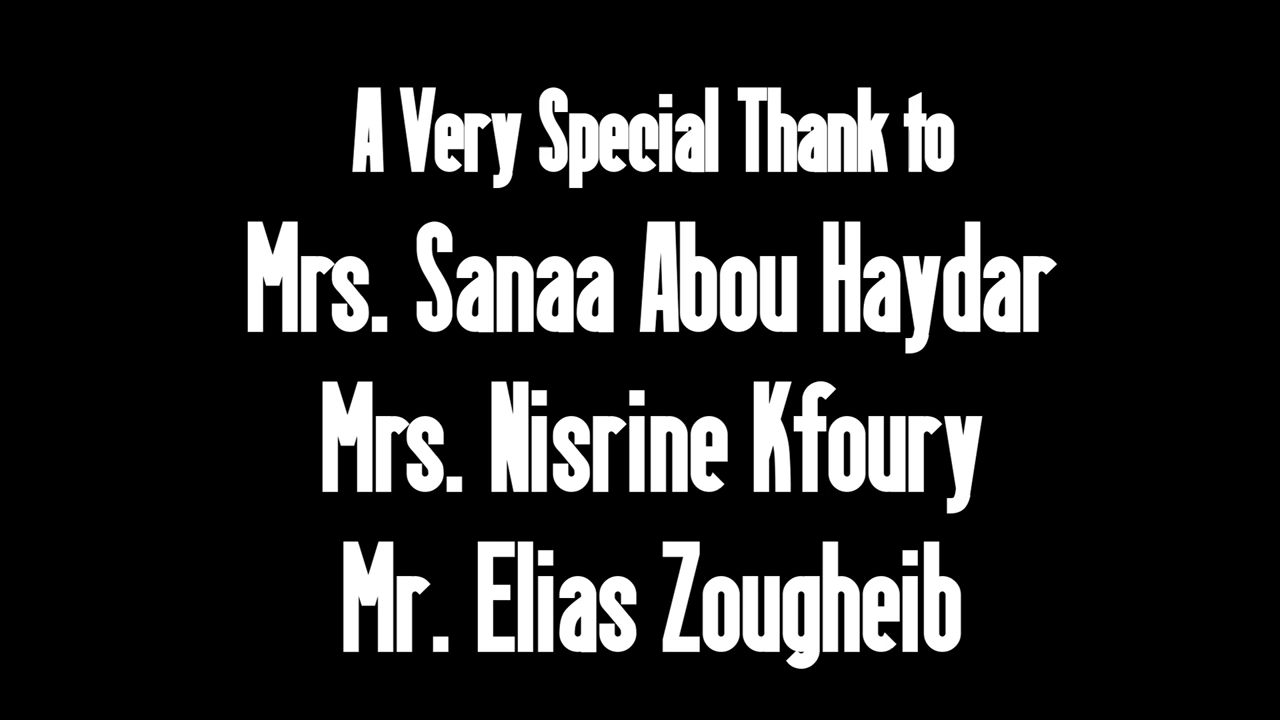 A Very Special Thank to
Mrs. Sanaa Abou Haydar
Mrs. Nisrine Kfoury
Mr. Elias Zougheib